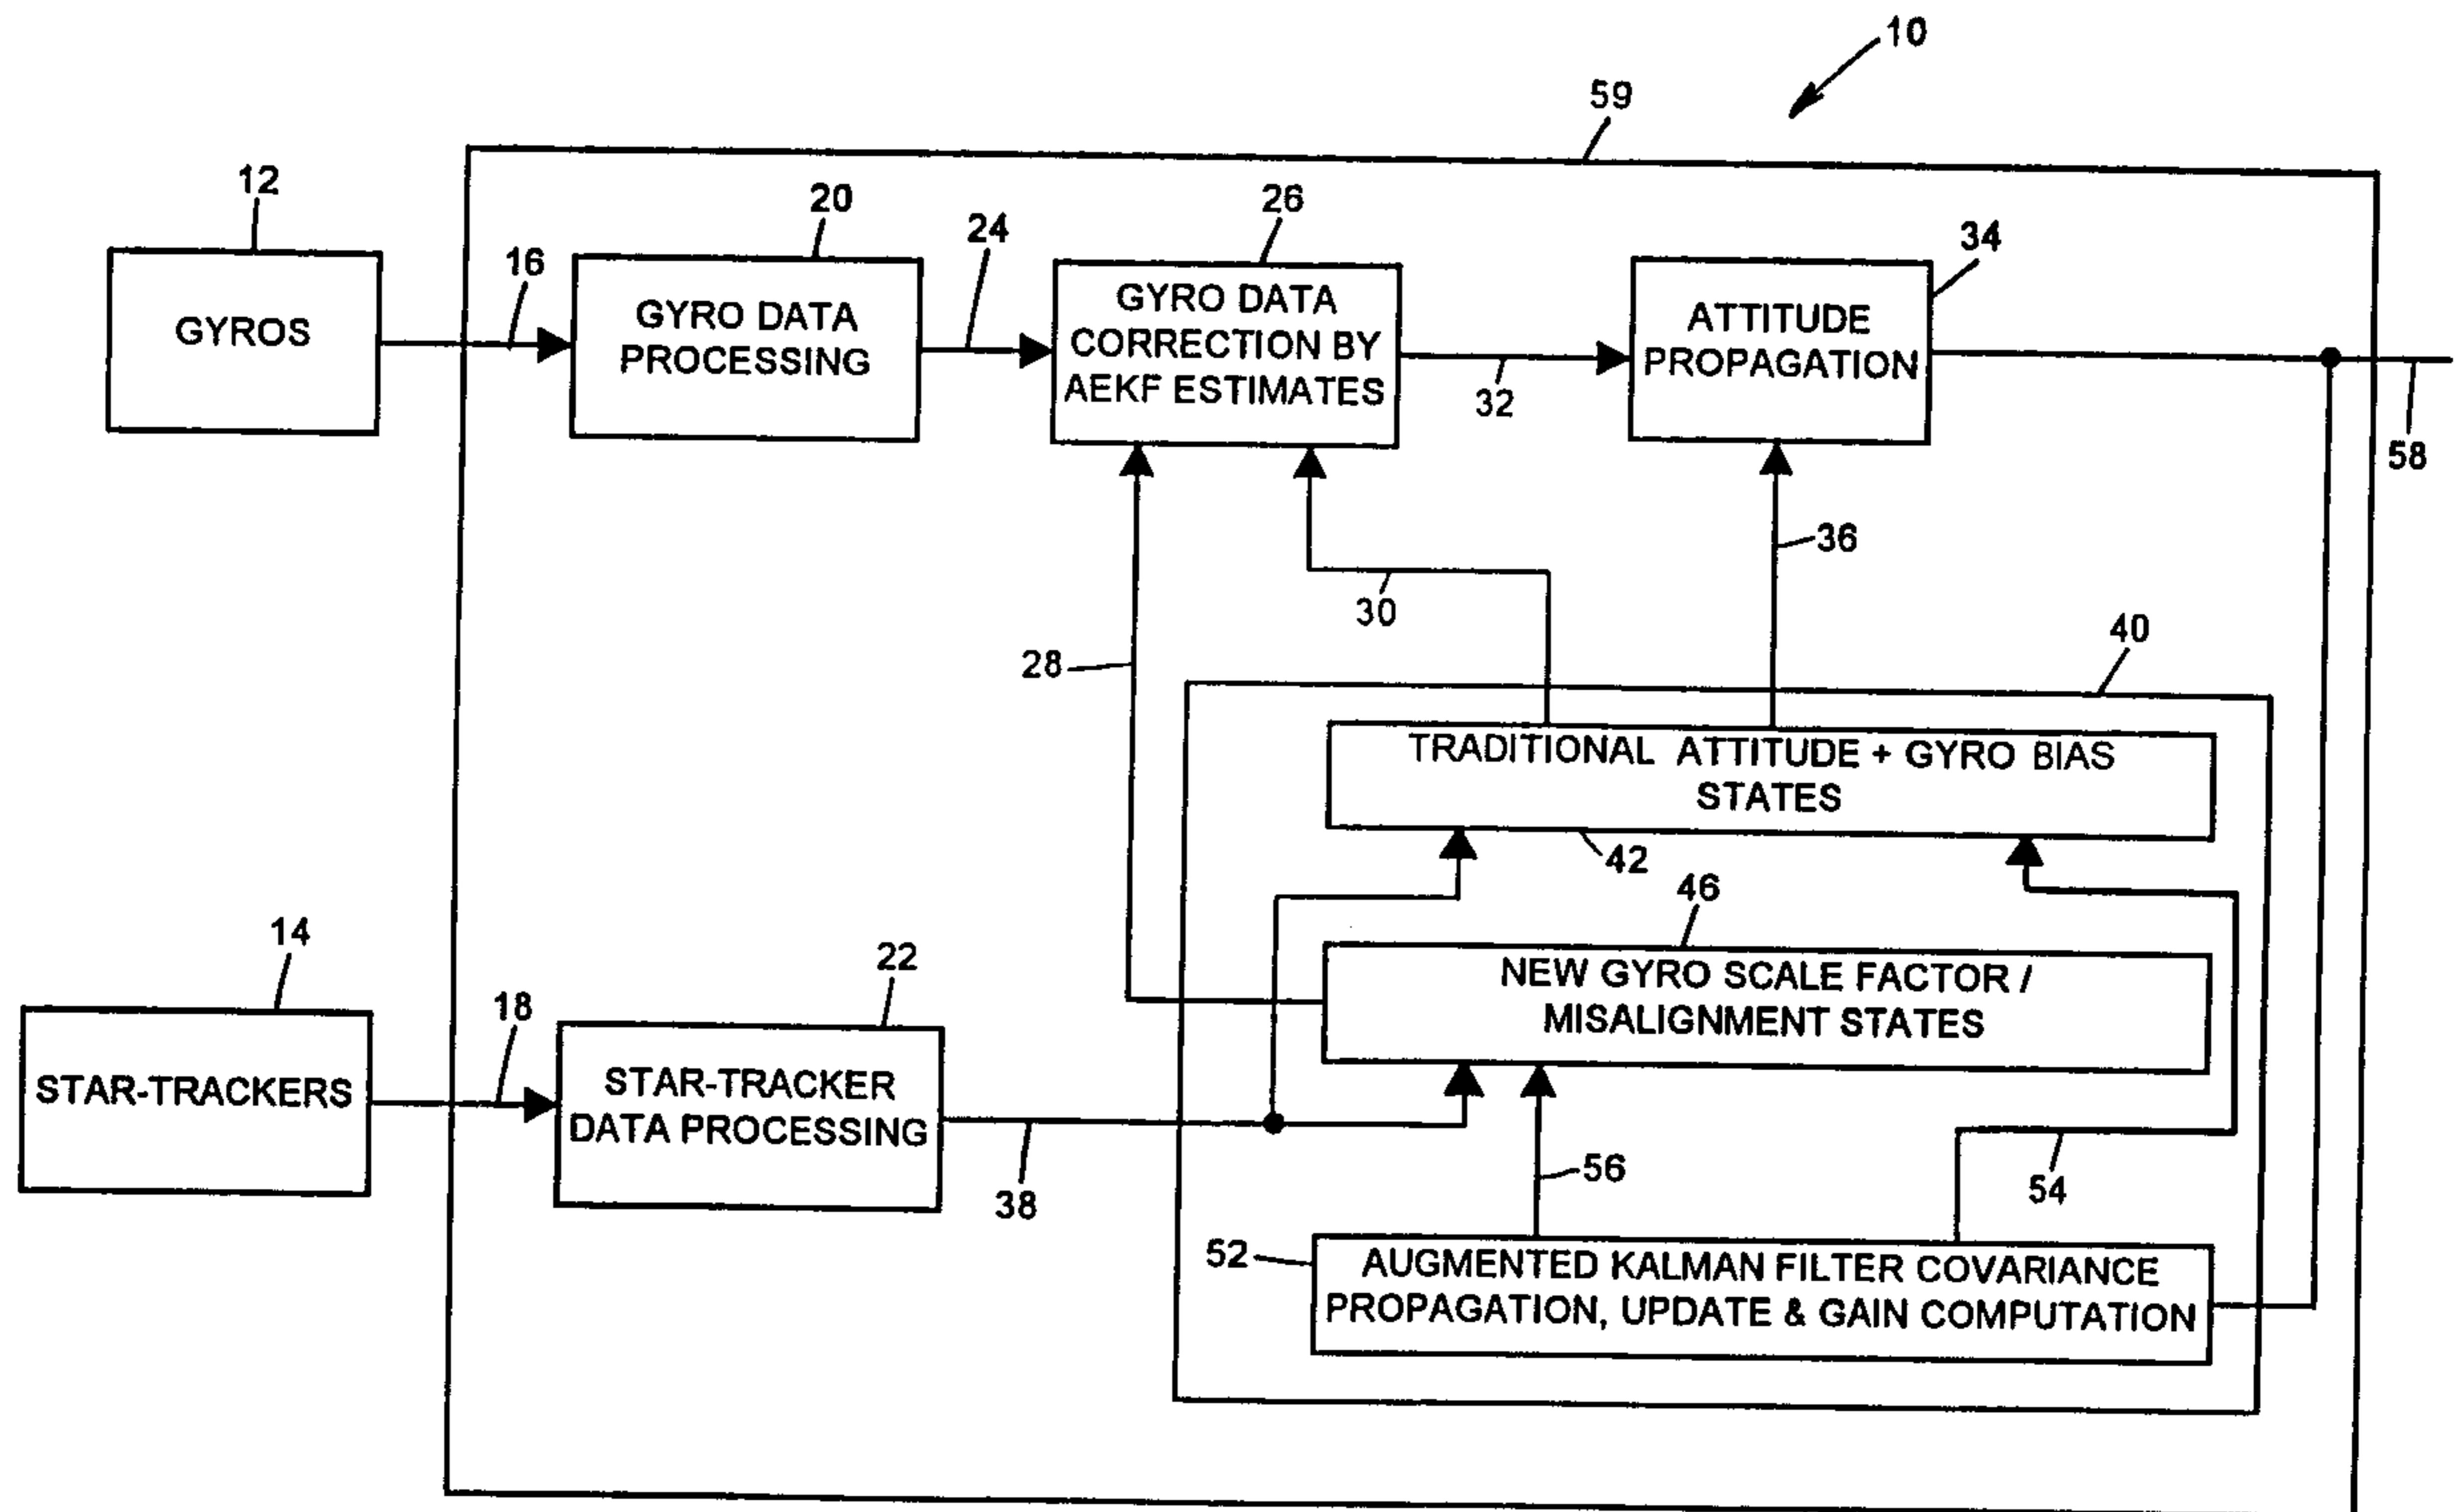 10
59
12
20
26
16
24
34
GYROS
GYRO DATA
PROCESSING
GYRO DATA
CORRECTION BY
AEKF ESTIMATES
ATTITUDE
PROPAGATION
32
58
36
30
28
40
TRADITIONAL ATTITUDE + GYRO BIAS
STATES
42
46
14
22
18
NEW GYRO SCALE FACTOR /
MISALIGNMENT STATES
STAR-TRACKERS
STAR-TRACKER
DATA PROCESSING
38
56
54
52
AUGMENTED KALMAN FILTER COVARIANCE
PROPAGATION, UPDATE & GAIN COMPUTATION